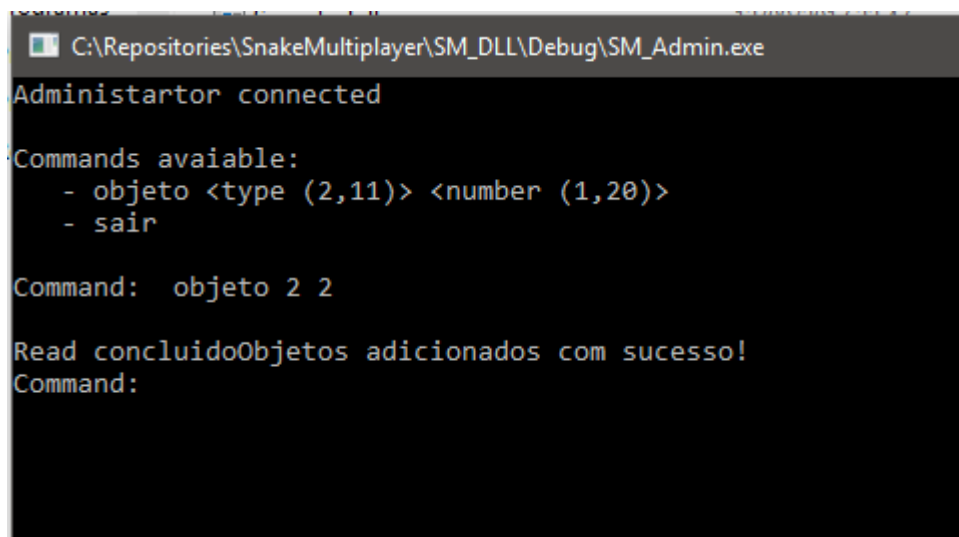 C:\Repositories\SnakeMultiplayer\SM_DLL\Debug\SM_Admin.exe
Administartor connected
Commands avaiable:
- objeto <type (2,11)> <number (1,20)>
- sair
Command:  objeto 2 2
Read concluidoObjetos adicionados com sucesso!
Command: